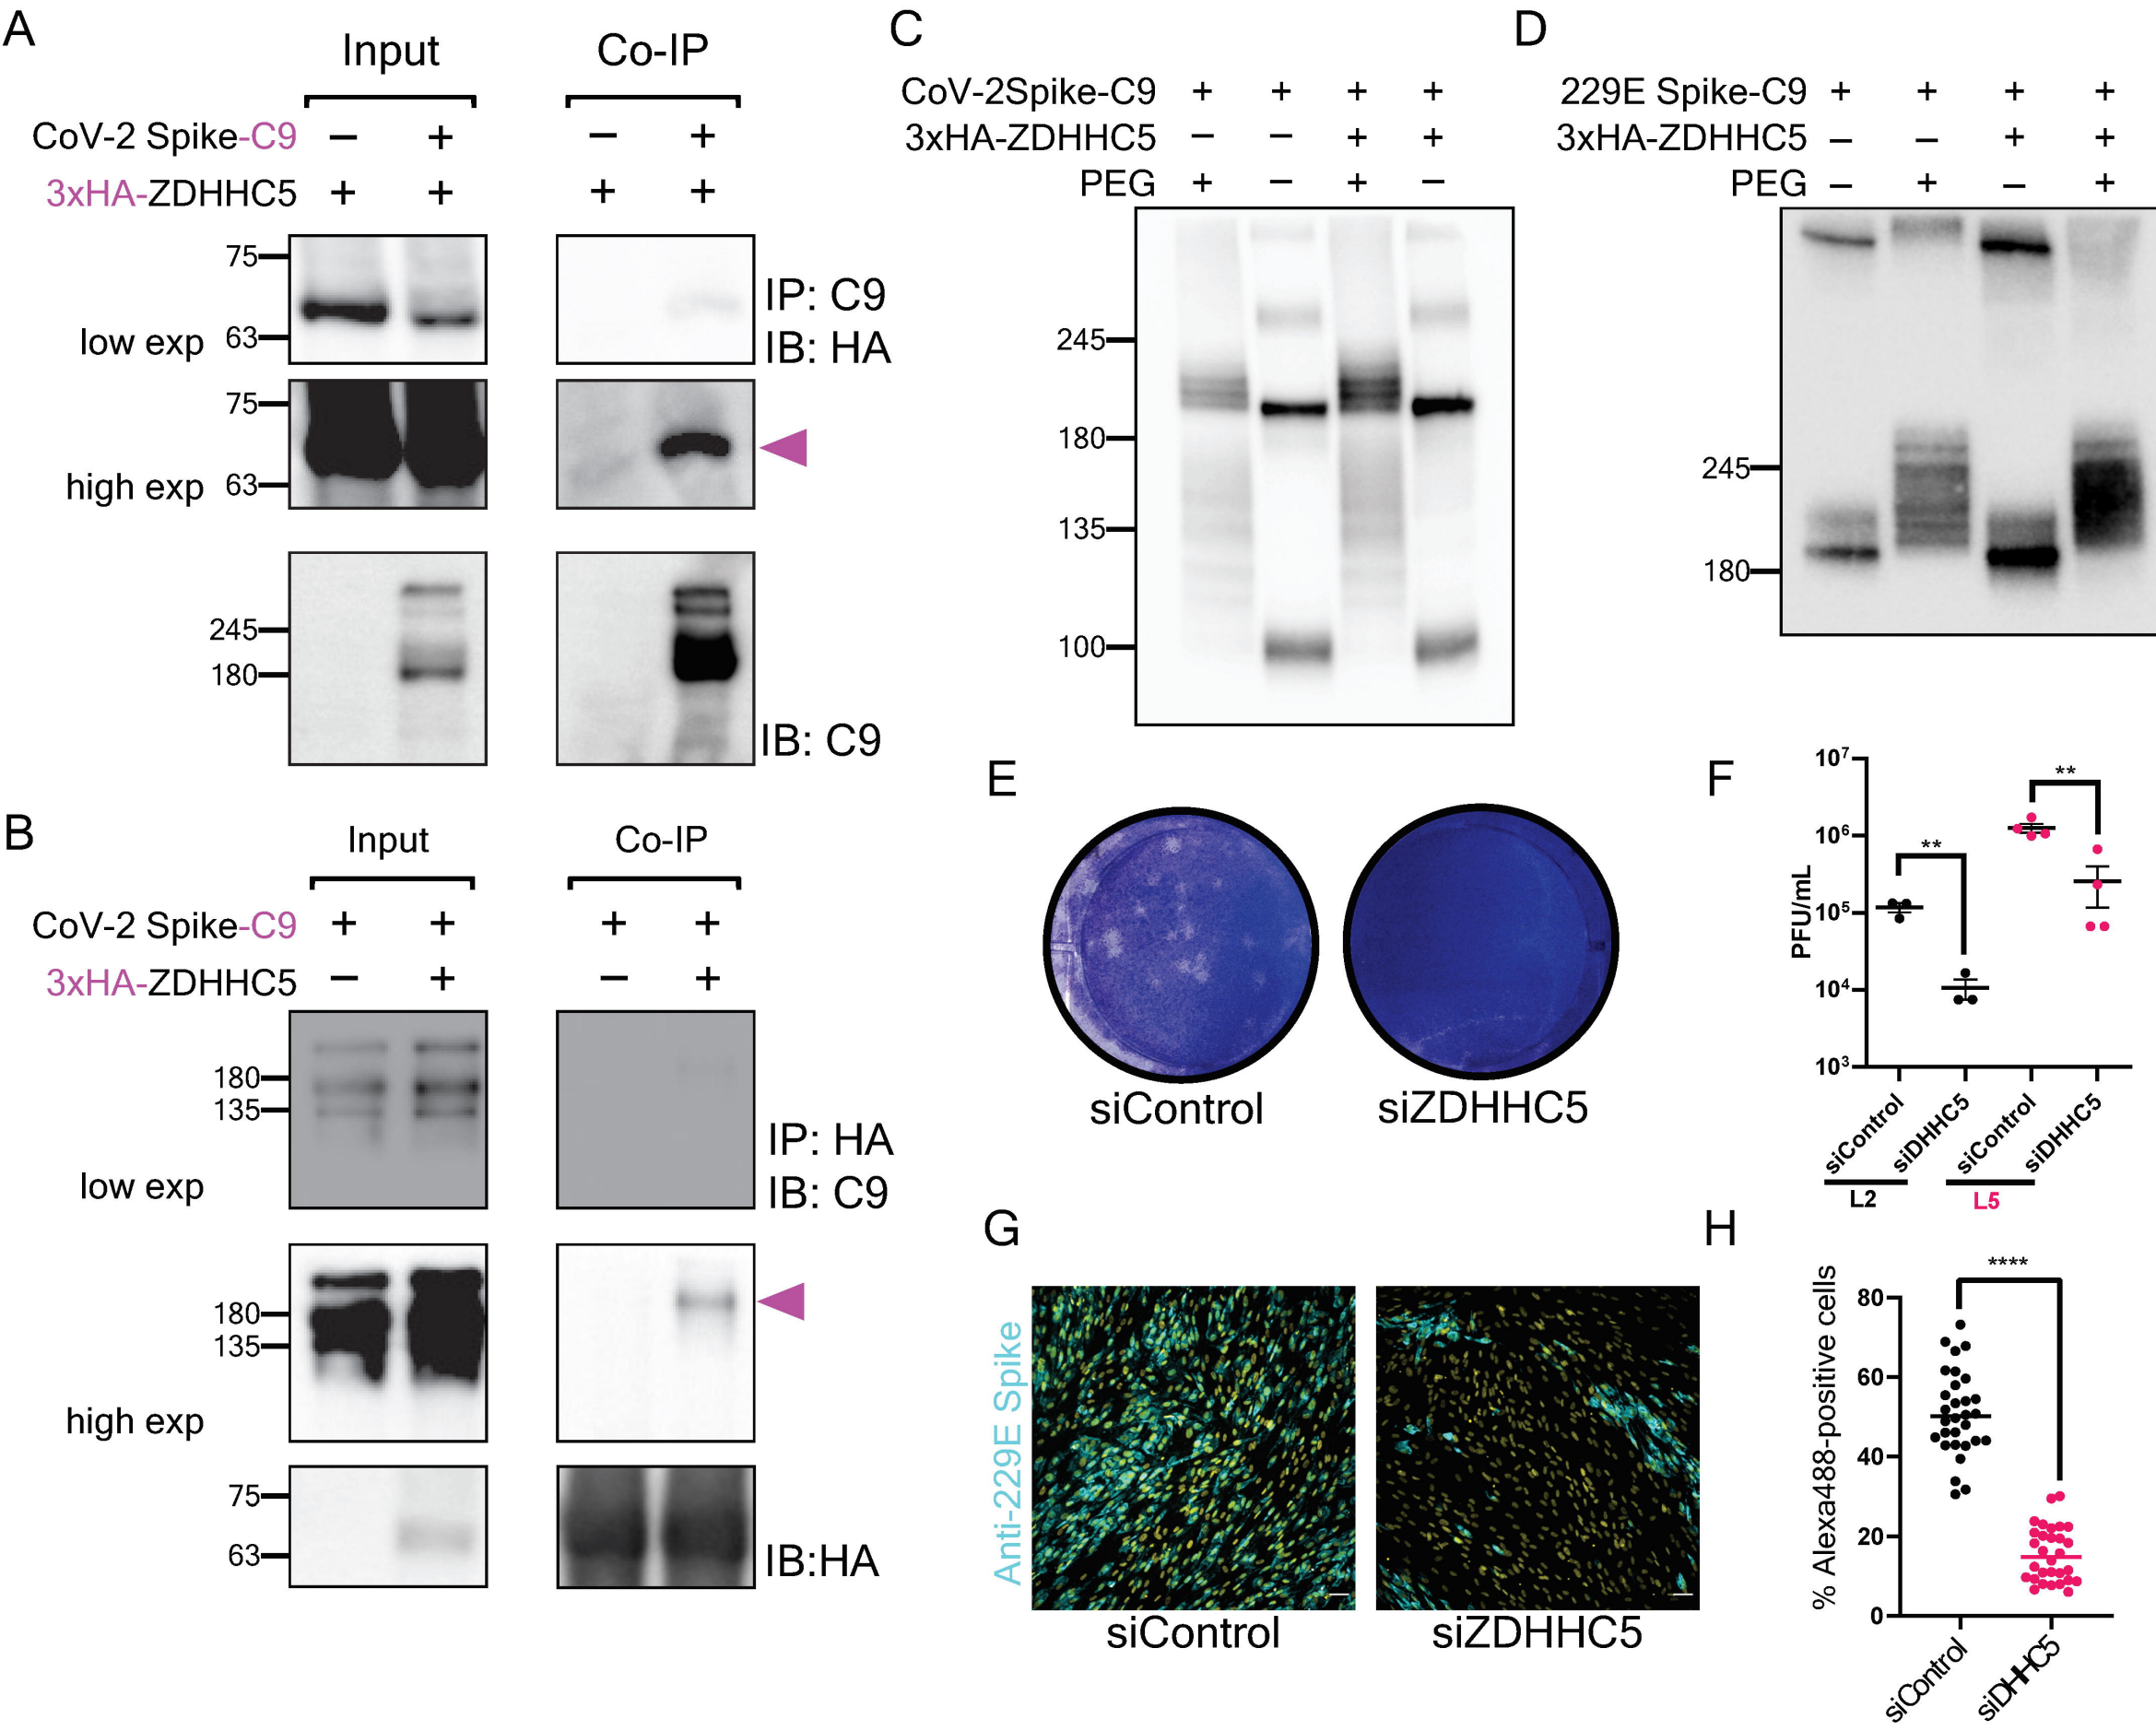 A
Input
Co-IP
CoV-2 Spike-C9 – + – +
3xHA-ZDHHC5 + + + +
75
63
low exp
IP: C9
IB: HA
75
63
high exp
245
180
IB: C9
B
Input
Co-IP
CoV-2 Spike-C9 + + + +
3xHA-ZDHHC5 – + – +
180
135
low exp
IP: HA
IB: C9
180
135
high exp
75
63
IB:HA
C
CoV-2Spike-C9 + + + +
3xHA-ZDHHC5 – – + +
PEG + – + –
245
180
135
100
D
229E Spike-C9 + + + +
3xHA-ZDHHC5 – – + +
PEG – + – +
245
180
E
siControl
siZDHHC5
F
PFU/mL
10⁷
10⁶
10⁵
10⁴
10³
**
**
siControl
siDHHC5
siControl
siDHHC5
L2
L5
G
Anti-229E Spike
siControl
siZDHHC5
H
% Alexa488-positive cells
80
60
40
20
0
****
siControl
siDHHC5